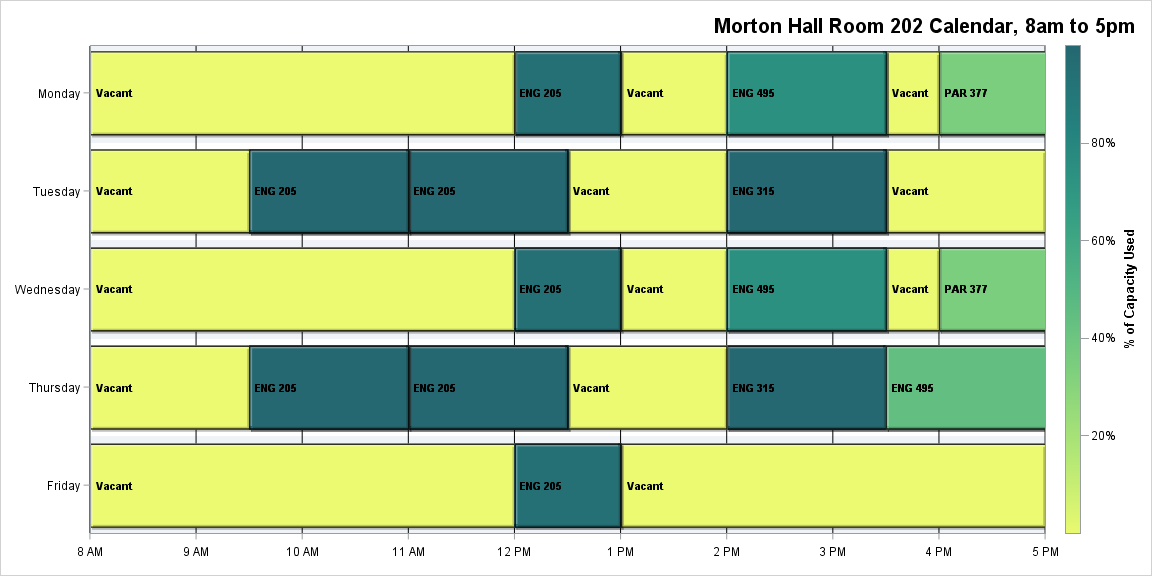 Morton Hall Room 202 Calendar, 8am to 5pm
Monday
Vacant
ENG 205
Vacant
ENG 495
Vacant
PAR 377
Tuesday
Vacant
ENG 205
ENG 205
Vacant
ENG 315
Vacant
Wednesday
Vacant
ENG 205
Vacant
ENG 495
Vacant
PAR 377
Thursday
Vacant
ENG 205
ENG 205
Vacant
ENG 315
ENG 495
Friday
Vacant
ENG 205
Vacant
8 AM
9 AM
10 AM
11 AM
12 PM
1 PM
2 PM
3 PM
4 PM
5 PM
80%
60%
40%
20%
% of Capacity Used